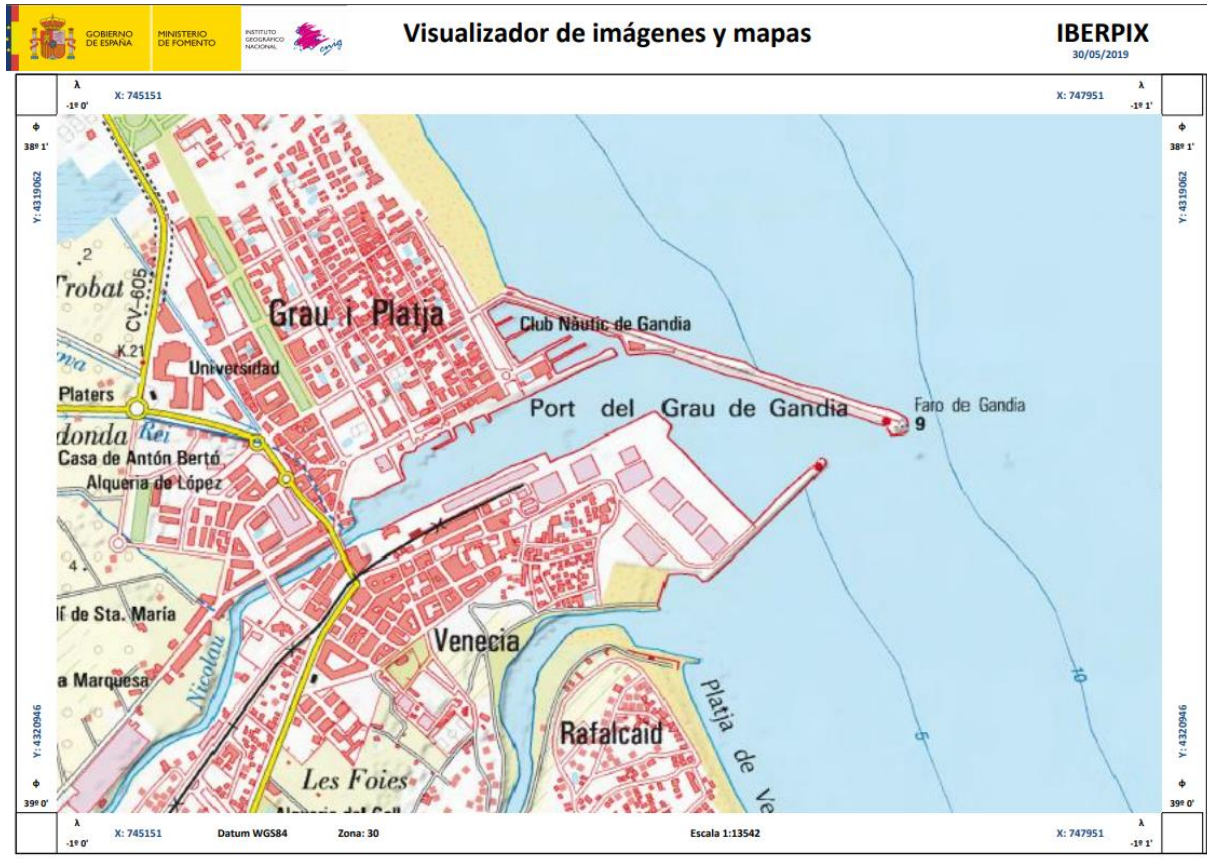 GOBIERNO
DE ESPAÑA
MINISTERIO
DE FOMENTO
INSTITUTO
GEOGRÁFICO
NACIONAL
cnig
Visualizador de imágenes y mapas
IBERPIX
30/05/2019
λ
-1º 0'
X: 745151
X: 747951
λ
-1º 1'
ϕ
38º 1'
Y: 4319062
ϕ
38º 1'
Y: 4319062
2
Trobat
CV-605
K.21
Grau i Platja
Club Nàutic de Gandia
Universidad
Platers
Port del Grau de Gandia
Faro de Gandia
9
Rei
Casa de Antón Bertó
Alqueria de López
4
de Sta. María
Venecia
Nicolau
a Marquesa
Platja de Ve
10
5
Rafalcaid
Les Foies
Y: 4320946
ϕ
39º 0'
Y: 4320946
ϕ
39º 0'
λ
-1º 0'
X: 745151
Datum WGS84
Zona: 30
Escala 1:13542
X: 747951
λ
-1º 1'